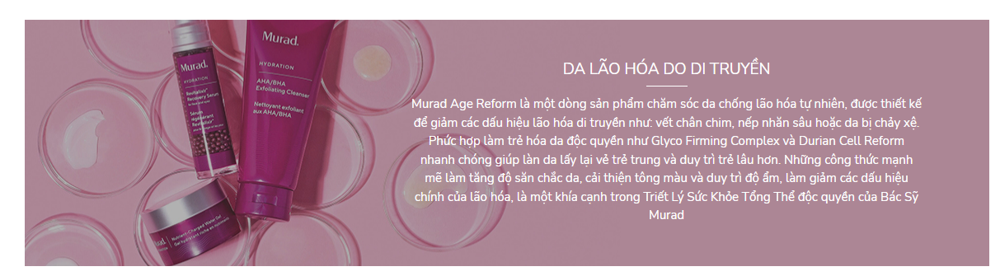 Murad.
HYDRATION
Revitalixir™
Recovery Serum
Sérum
régénérant
Revitalixir™
Murad.
HYDRATION
AHA/BHA
Exfoliating Cleanser
Nettoyant exfoliant
aux AHA/BHA
Nutrient-Charged Water Gel
Gel hydratant riche en nutriments
DA LÃO HÓA DO DI TRUYỀN
Murad Age Reform là một dòng sản phẩm chăm sóc da chống lão hóa tự nhiên, được thiết kế
để giảm các dấu hiệu lão hóa di truyền như: vết chân chim, nếp nhăn sâu hoặc da bị chảy xệ.
Phức hợp làm trẻ hóa da độc quyền như Glyco Firming Complex và Durian Cell Reform
nhanh chóng giúp làn da lấy lại vẻ trẻ trung và duy trì trẻ lâu hơn. Những công thức mạnh
mẽ làm tăng độ săn chắc da, cải thiện tông màu và duy trì độ ẩm, làm giảm các dấu hiệu
chính của lão hóa, là một khía cạnh trong Triết Lý Sức Khỏe Tổng Thể độc quyền của Bác Sỹ
Murad